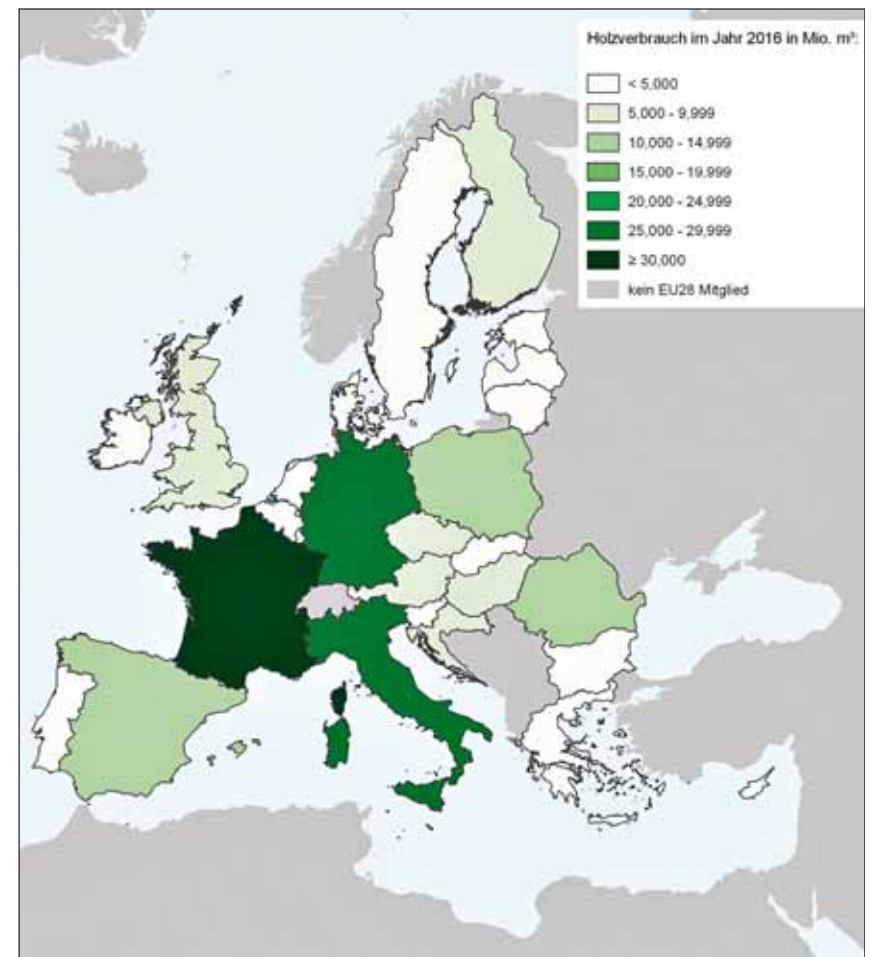 Holzverbrauch im Jahr 2016 in Mio. m³:
< 5,000
5,000 - 9,999
10,000 - 14,999
15,000 - 19,999
20,000 - 24,999
25,000 - 29,999
≥ 30,000
kein EU28 Mitglied